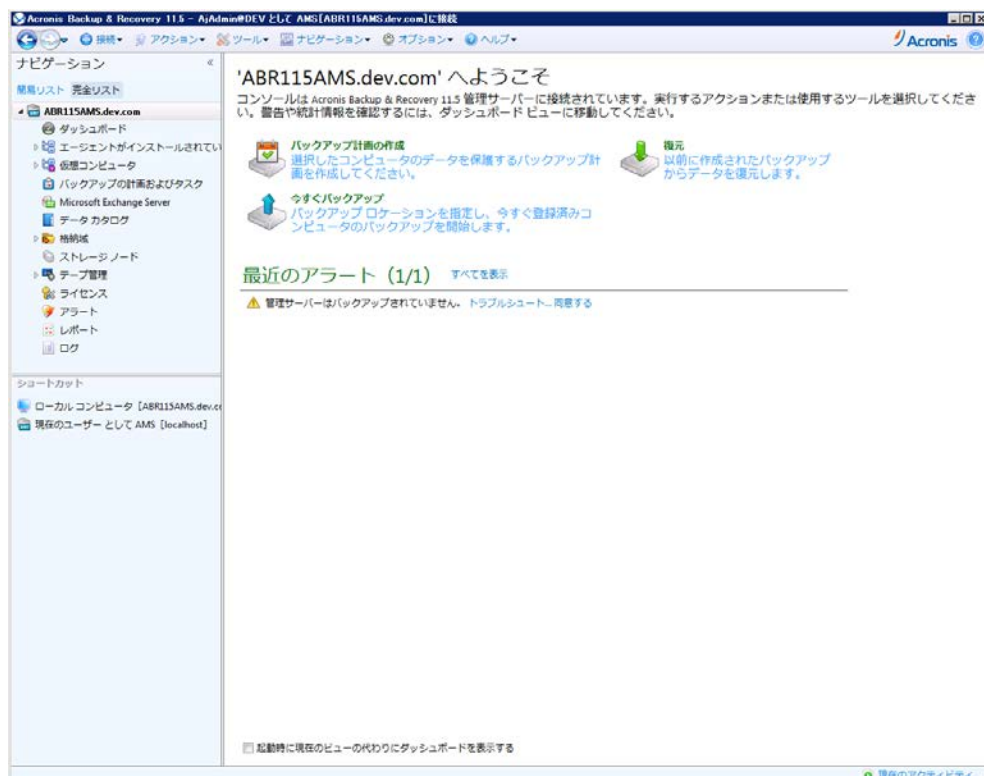 Acronis Backup & Recovery 11.5 - AjAdmin@DEV として AMS[ABR115AMS.dev.com]に接続
接続 アクション ツール ナビゲーション オプション ヘルプ Acronis
ナビゲーション
簡易リスト 完全リスト
ABR115AMS.dev.com
ダッシュボード
エージェントがインストールされてい
仮想コンピュータ
バックアップの計画およびタスク
Microsoft Exchange Server
データ カタログ
格納域
ストレージ ノード
テープ管理
ライセンス
アラート
レポート
ログ
ショートカット
ローカル コンピュータ [ABR115AMS.dev.cc
現在のユーザー として AMS [localhost]
'ABR115AMS.dev.com' へようこそ
コンソールは Acronis Backup & Recovery 11.5 管理サーバーに接続されています。実行するアクションまたは使用するツールを選択してくださ
い。警告や統計情報を確認するには、ダッシュボード ビューに移動してください。
バックアップ計画の作成
選択したコンピュータのデータを保護するバックアップ計
画を作成してください。
復元
以前に作成されたバックアップ
からデータを復元します。
今すぐバックアップ
バックアップ ロケーションを指定し、今すぐ登録済みコ
ンピュータのバックアップを開始します。
最近のアラート (1/1) すべてを表示
管理サーバーはバックアップされていません。 トラブルシュート... 同意する
起動時に現在のビューの代わりにダッシュボードを表示する
現在のアクティビティ